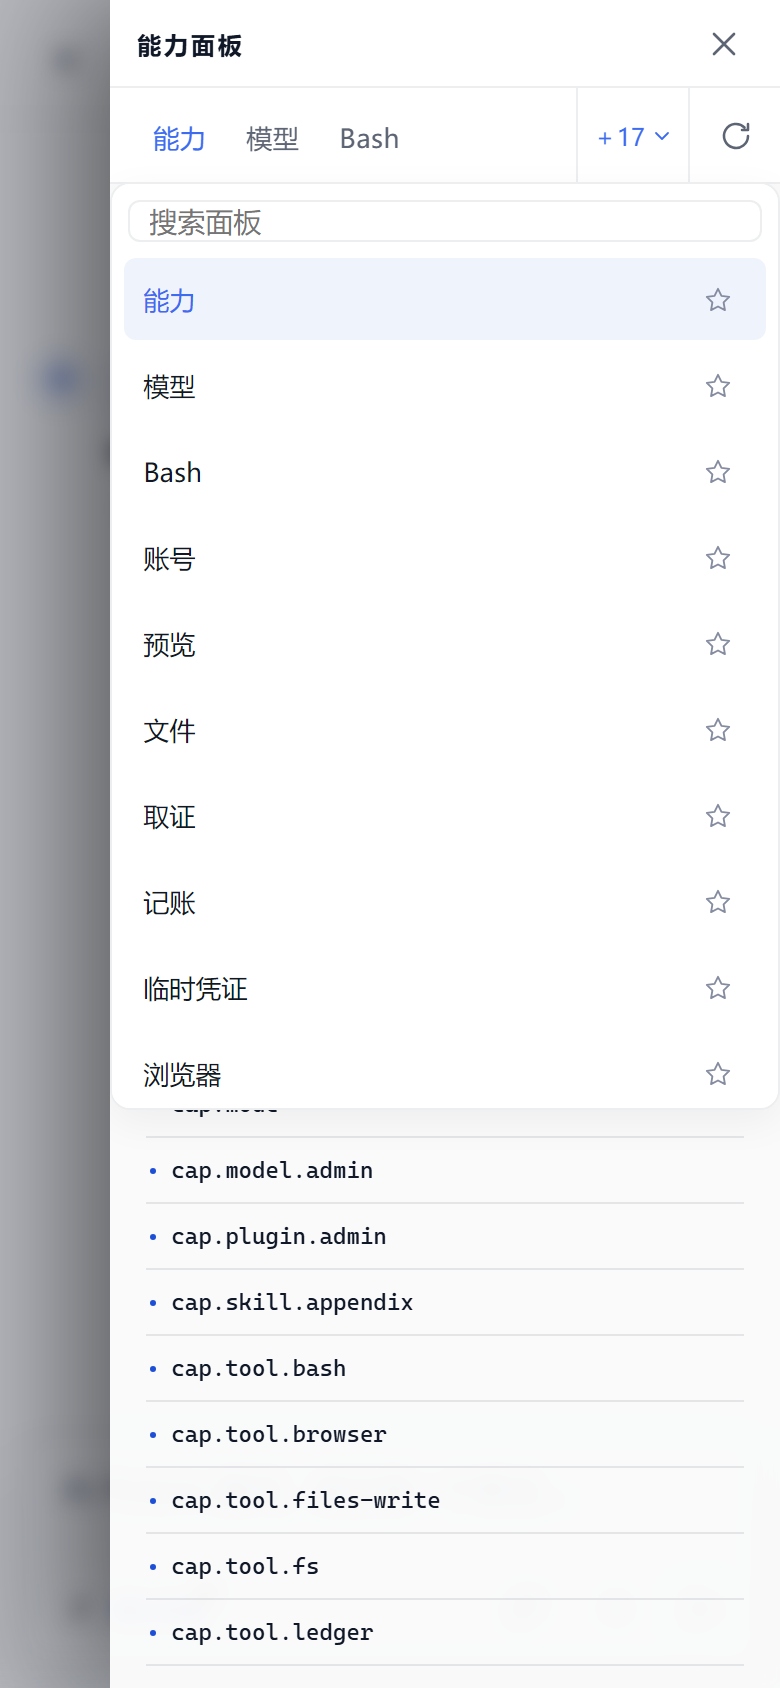 能力面板
能力 模型 Bash + 17
搜索面板
能力
模型
Bash
账号
预览
文件
取证
记账
临时凭证
浏览器
cap.model.admin
cap.plugin.admin
cap.skill.appendix
cap.tool.bash
cap.tool.browser
cap.tool.files-write
cap.tool.fs
cap.tool.ledger